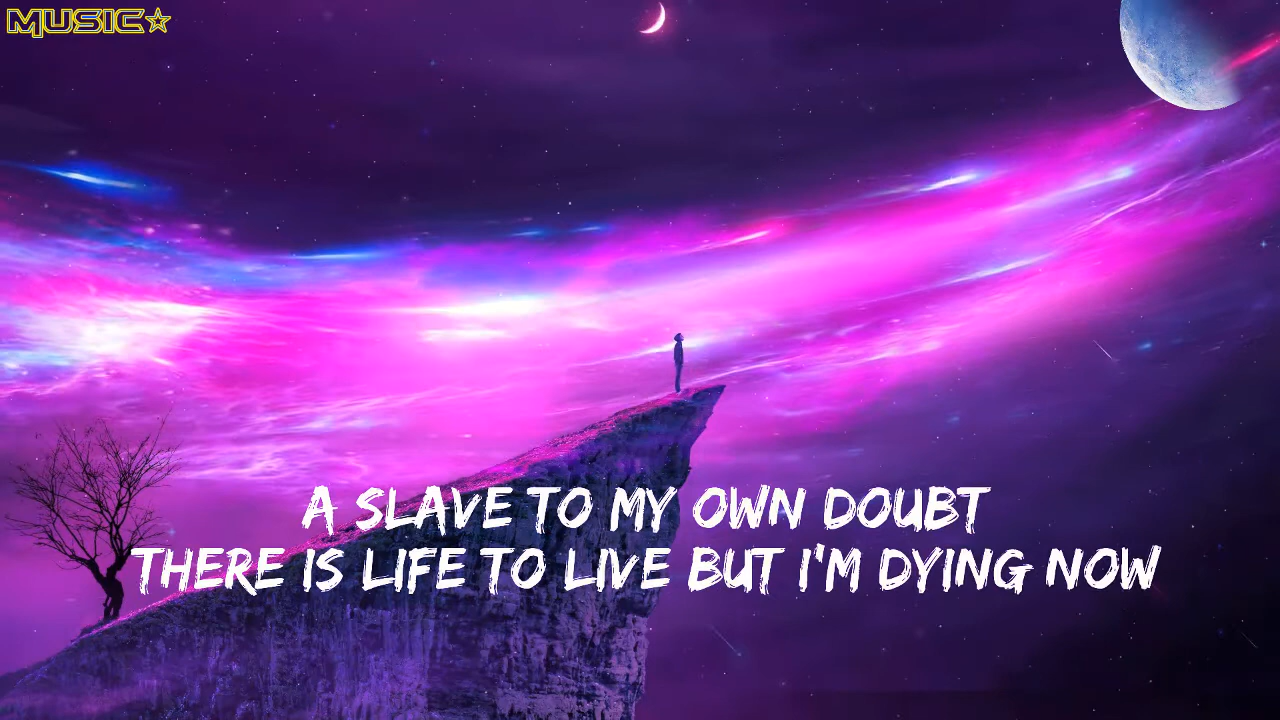 MUSIC☆
A SLAVE TO MY OWN DOUBT
THERE IS LIFE TO LIVE BUT I'M DYING NOW